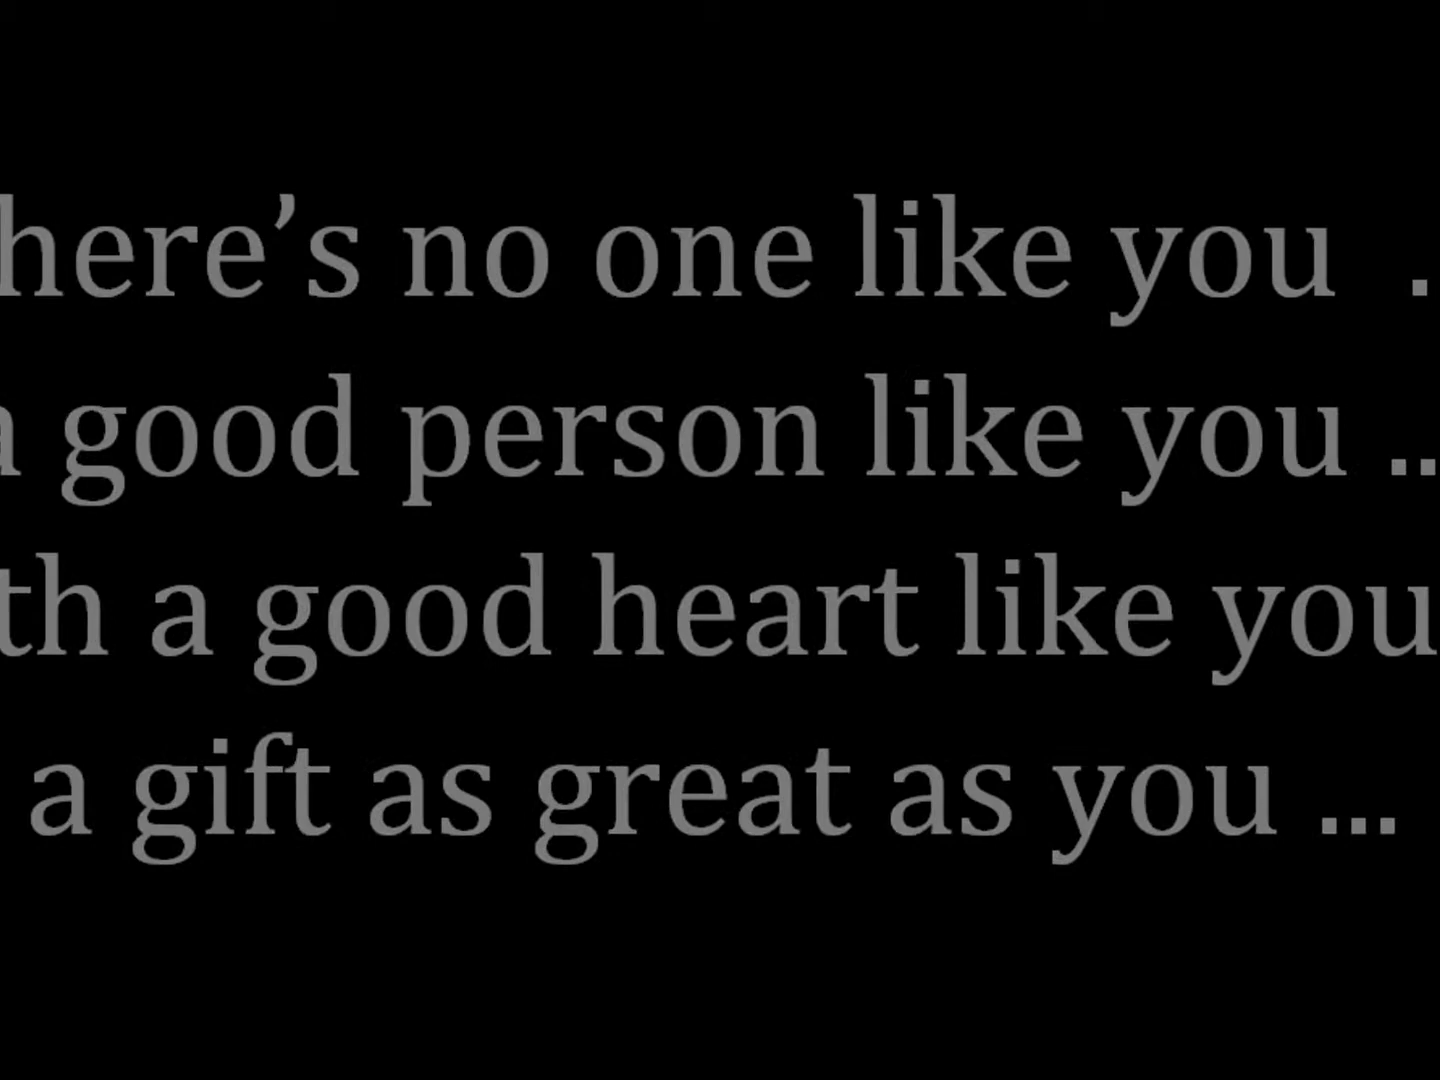 here’s no one like you .
a good person like you ..
th a good heart like you
a gift as great as you ...